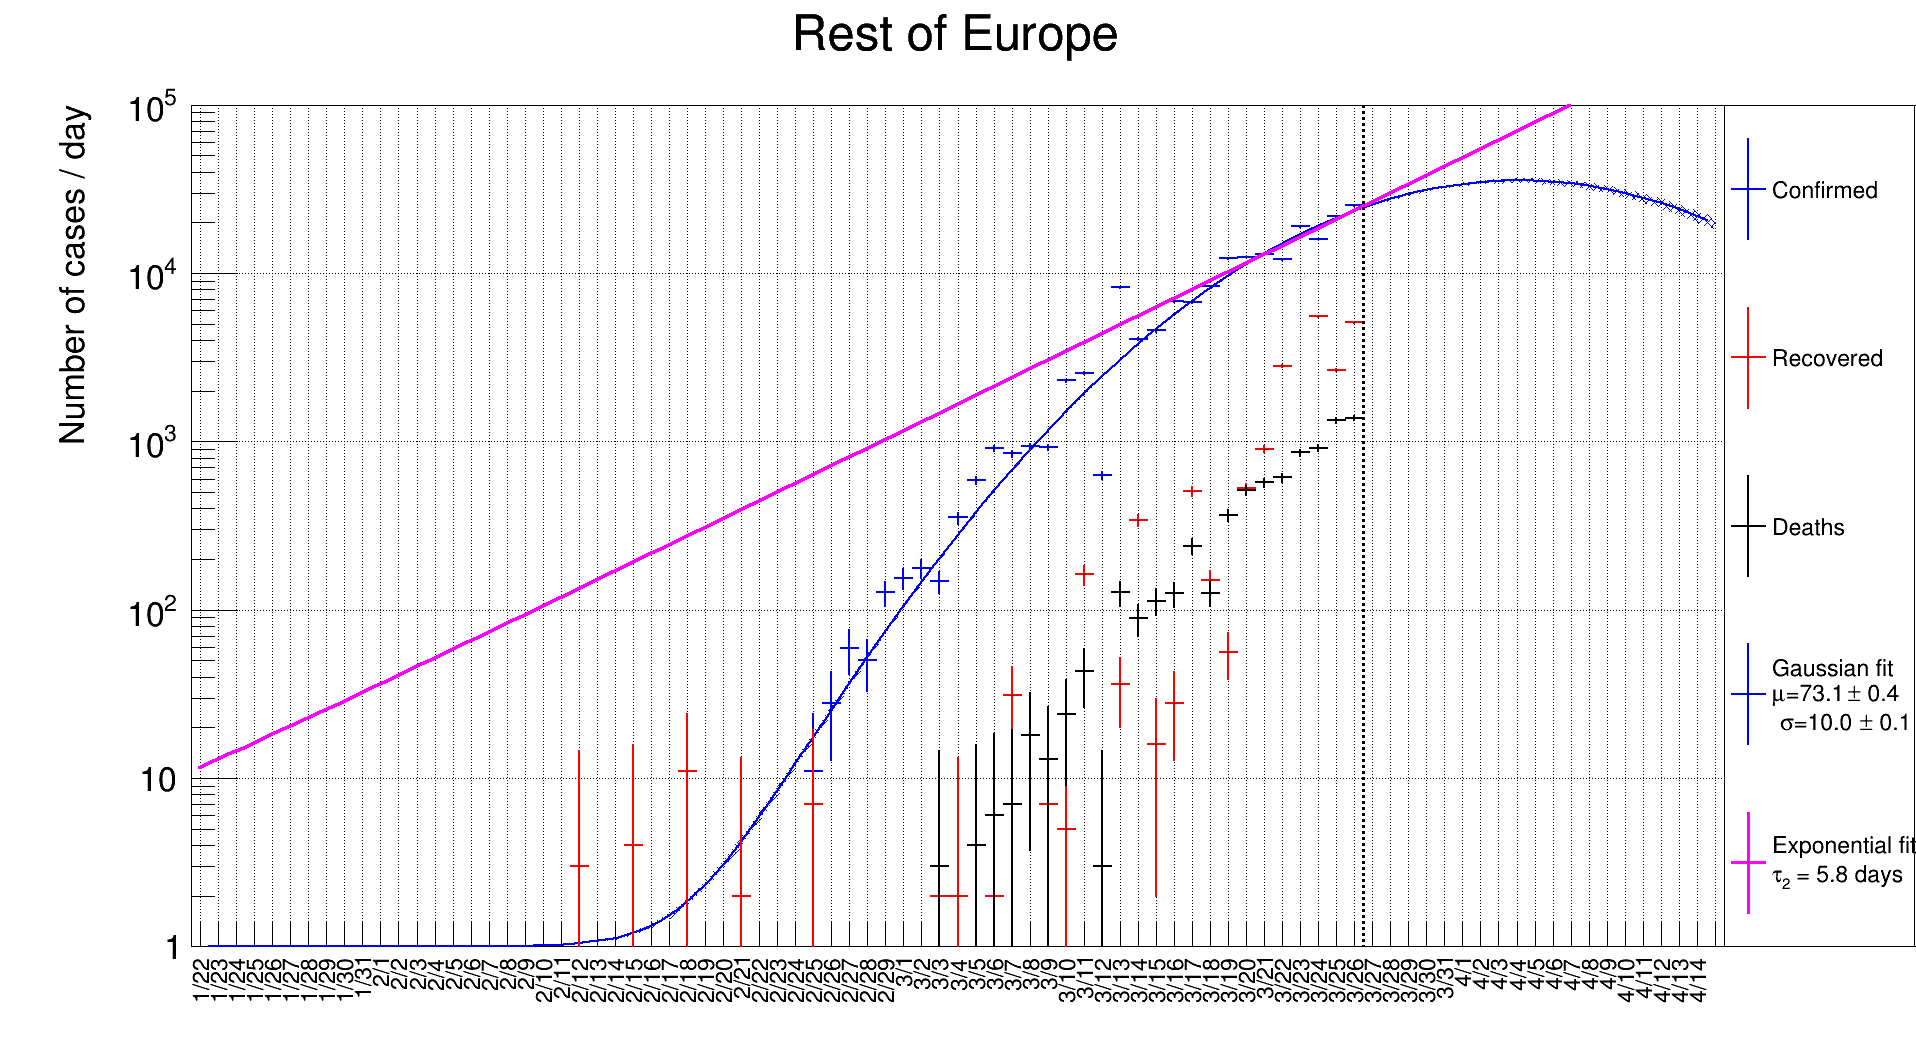 Rest of Europe
Number of cases / day
10^5
10^4
10^3
10^2
10
1
1/22 1/23 1/24 1/25 1/26 1/27 1/28 1/29 1/30 1/31 2/1 2/2 2/3 2/4 2/5 2/6 2/7 2/8 2/9 2/10 2/11 2/12 2/13 2/14 2/15 2/16 2/17 2/18 2/19 2/20 2/21 2/22 2/23 2/24 2/25 2/26 2/27 2/28 2/29 3/1 3/2 3/3 3/4 3/5 3/6 3/7 3/8 3/9 3/10 3/11 3/12 3/13 3/14 3/15 3/16 3/17 3/18 3/19 3/20 3/21 3/22 3/23 3/24 3/25 3/26 3/27 3/28 3/29 3/30 3/31 4/1 4/2 4/3 4/4 4/5 4/6 4/7 4/8 4/9 4/10 4/11 4/12 4/13 4/14
Confirmed
Recovered
Deaths
Gaussian fit
μ=73.1 ± 0.4
σ=10.0 ± 0.1
Exponential fit
τ₂ = 5.8 days